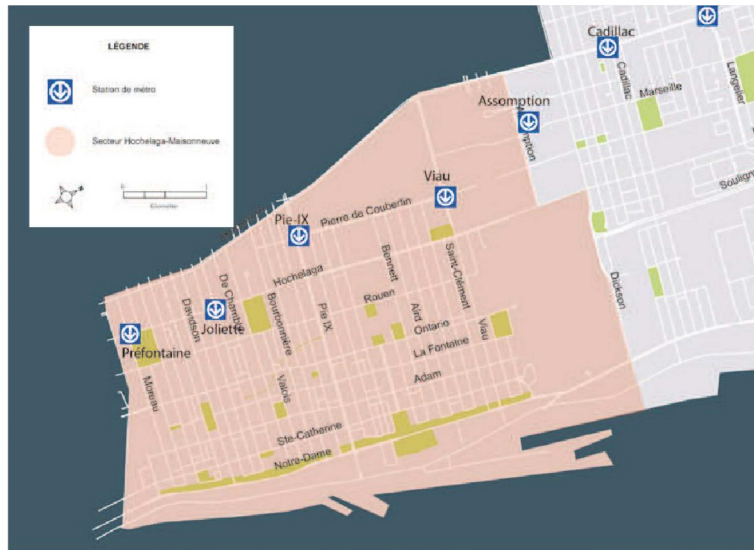 LÉGENDE
Station de métro
Secteur Hochelaga-Maisonneuve
Cadillac
Cadillac
Langelier
Marseille
Assomption
Souligny
Viau
Pie-IX
Pierre de Coubertin
Hochelaga
Bennett
Saint-Clément
Dickson
De Chambly
Davidson
Joliette
Bourbonnière
Pie IX
Rouen
Aird
Ontario
Viau
La Fontaine
Préfontaine
Moreau
Valois
Adam
Ste-Catherine
Notre-Dame